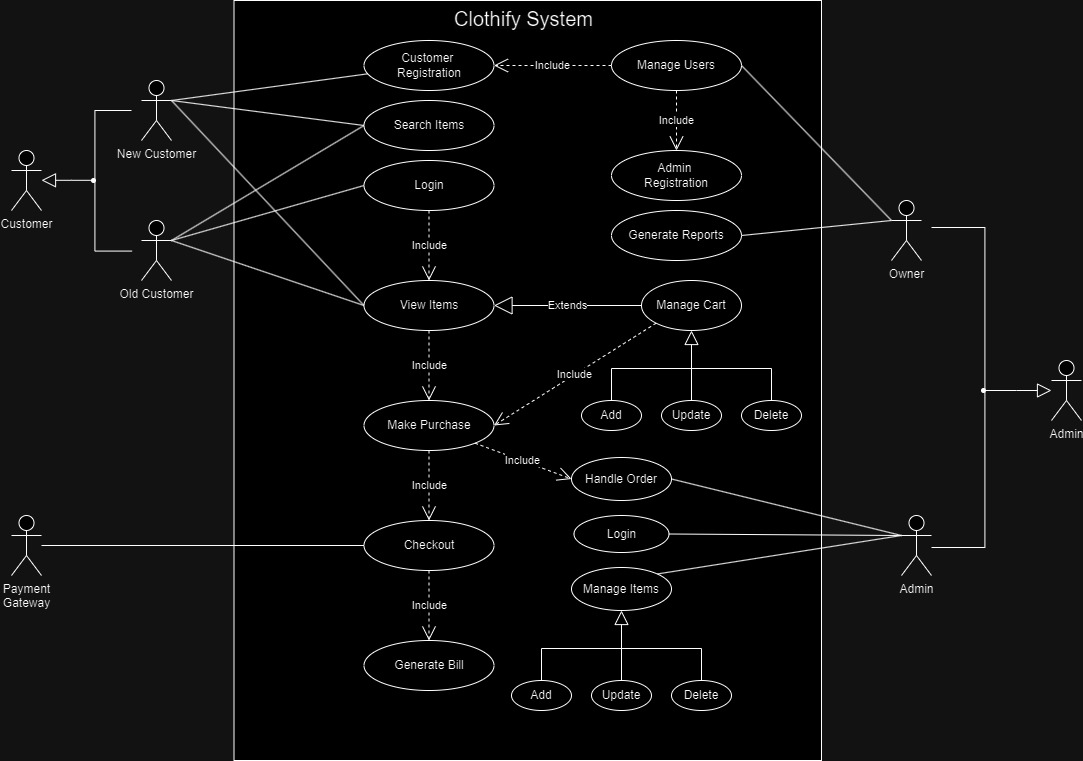 Clothify System
Customer
Registration
Include
Manage Users
Search Items
Include
New Customer
Admin
Registration
Login
Customer
Generate Reports
Include
Owner
Old Customer
View Items
Extends
Manage Cart
Include
Include
Add
Update
Delete
Make Purchase
Admin
Include
Handle Order
Include
Login
Checkout
Payment
Gateway
Manage Items
Admin
Include
Generate Bill
Add
Update
Delete